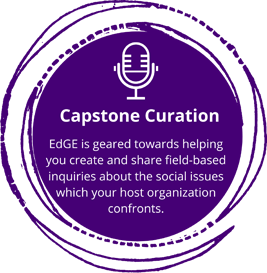 Capstone Curation
EdGE is geared towards helping
you create and share field-based
inquiries about the social issues
which your host organization
confronts.